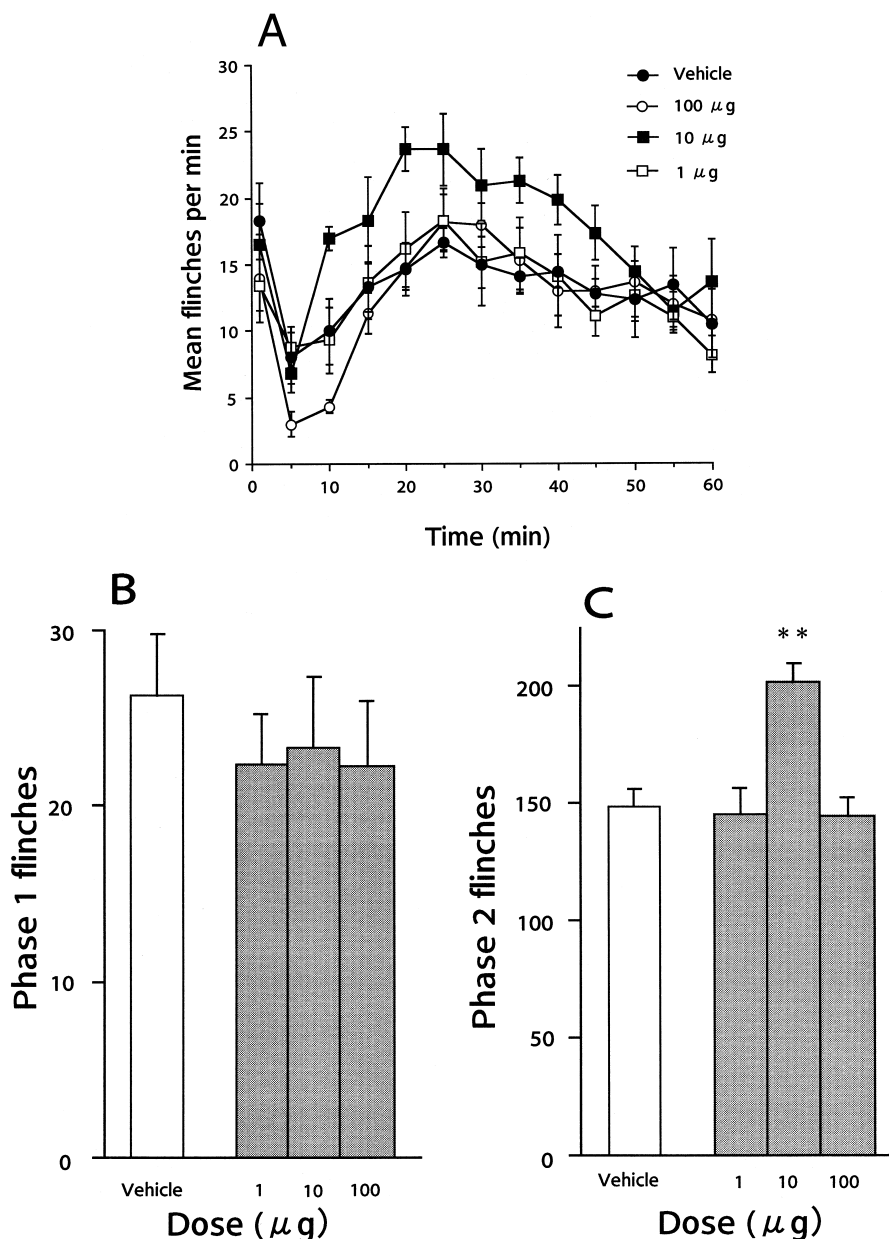 A
30
25
20
15
10
5
0
Mean flinches per min
Vehicle
100 μg
10 μg
1 μg
0 10 20 30 40 50 60
Time (min)
B
30
20
10
0
Phase 1 flinches
Vehicle 1 10 100
Dose (μg)
C
**
200
150
100
50
0
Phase 2 flinches
Vehicle 1 10 100
Dose (μg)